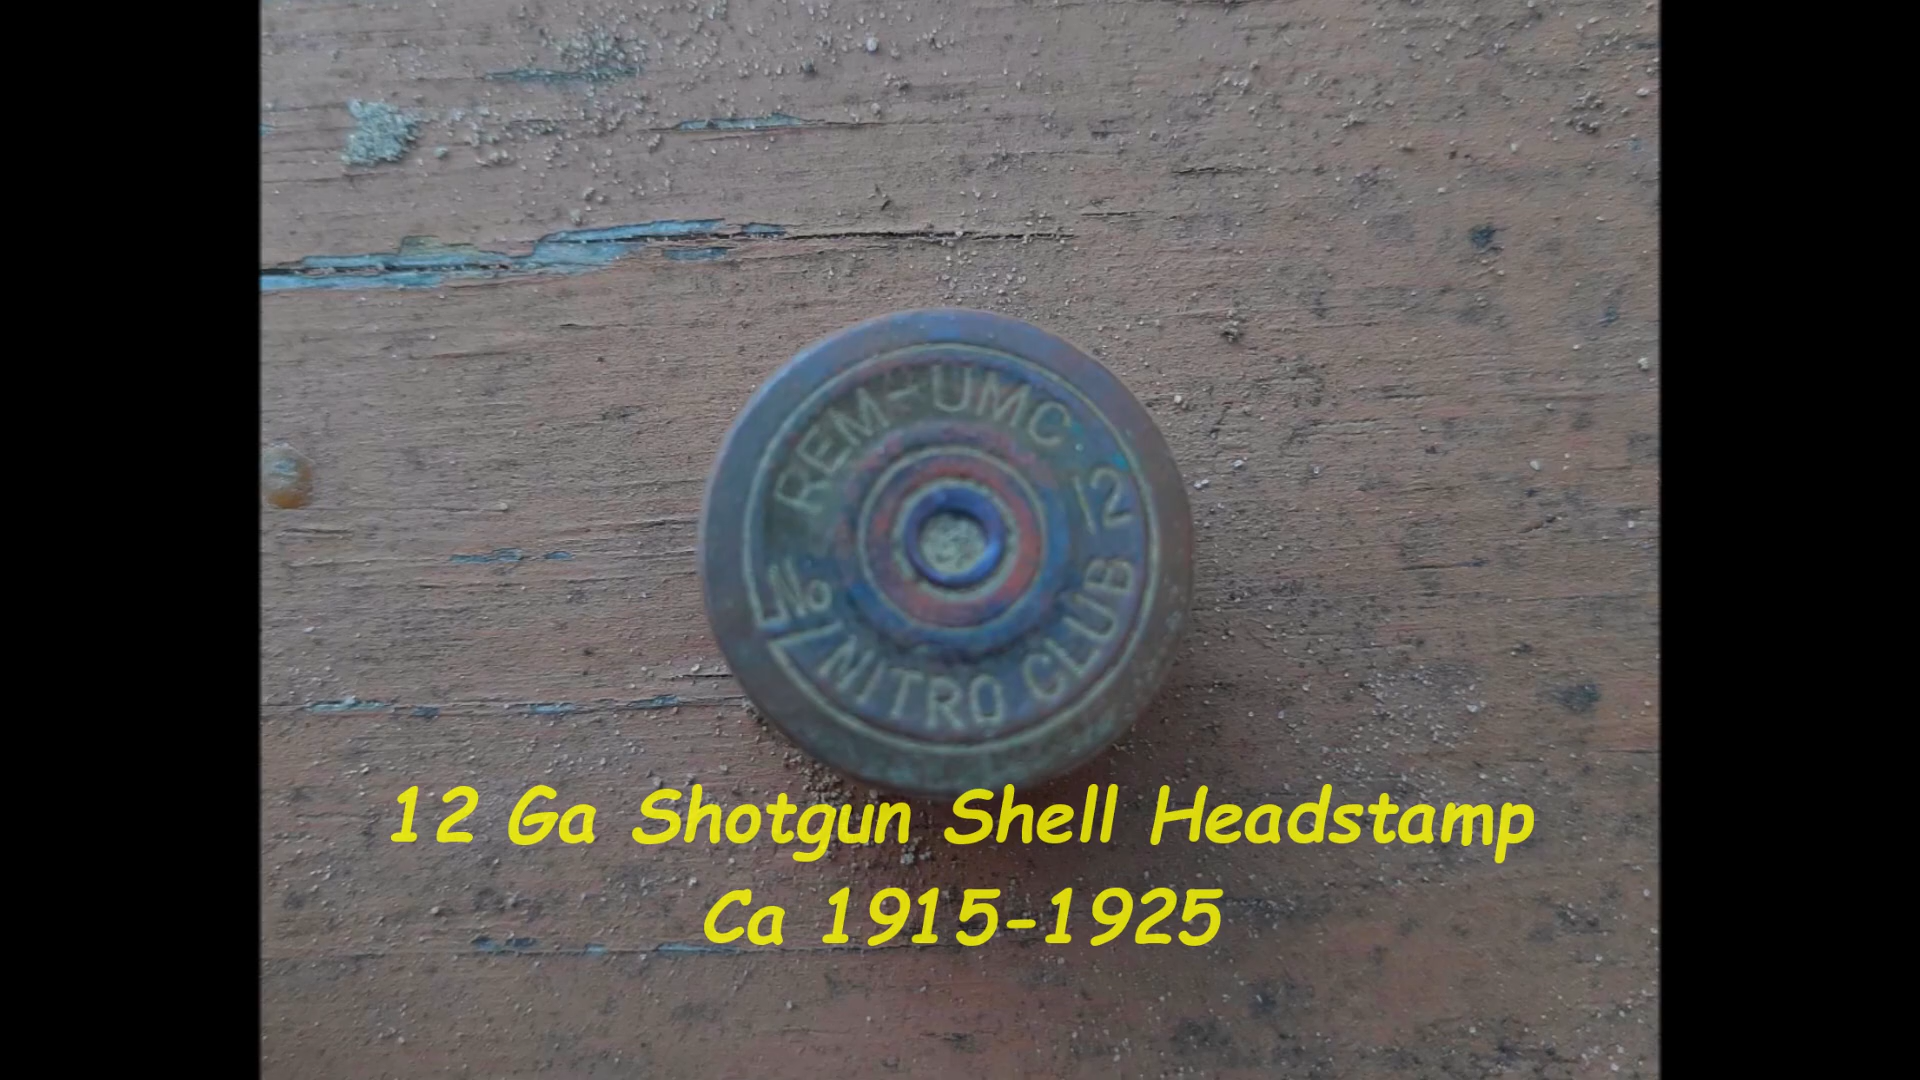 REM-UMC
No 12
NITRO CLUB
12 Ga Shotgun Shell Headstamp
Ca 1915-1925